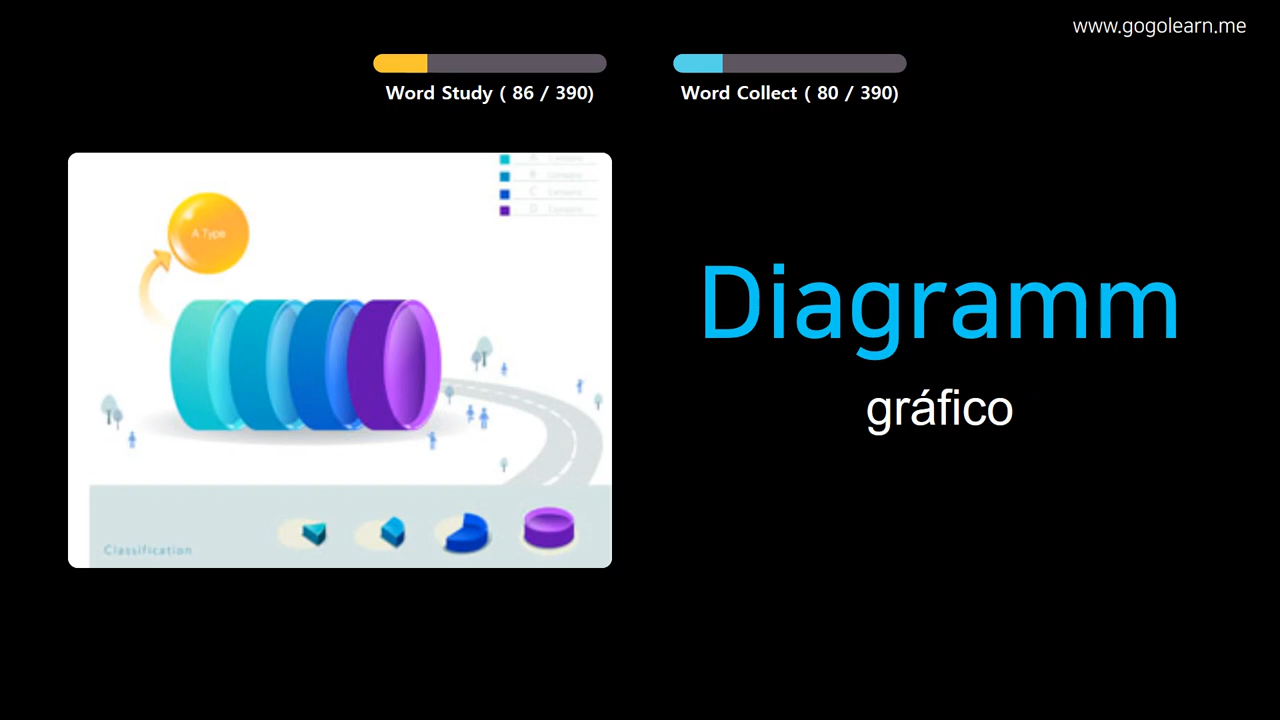 www.gogolearn.me
Word Study ( 86 / 390)
Word Collect ( 80 / 390)
A
B
C
D
A Type
Diagramm
gráfico
Classification